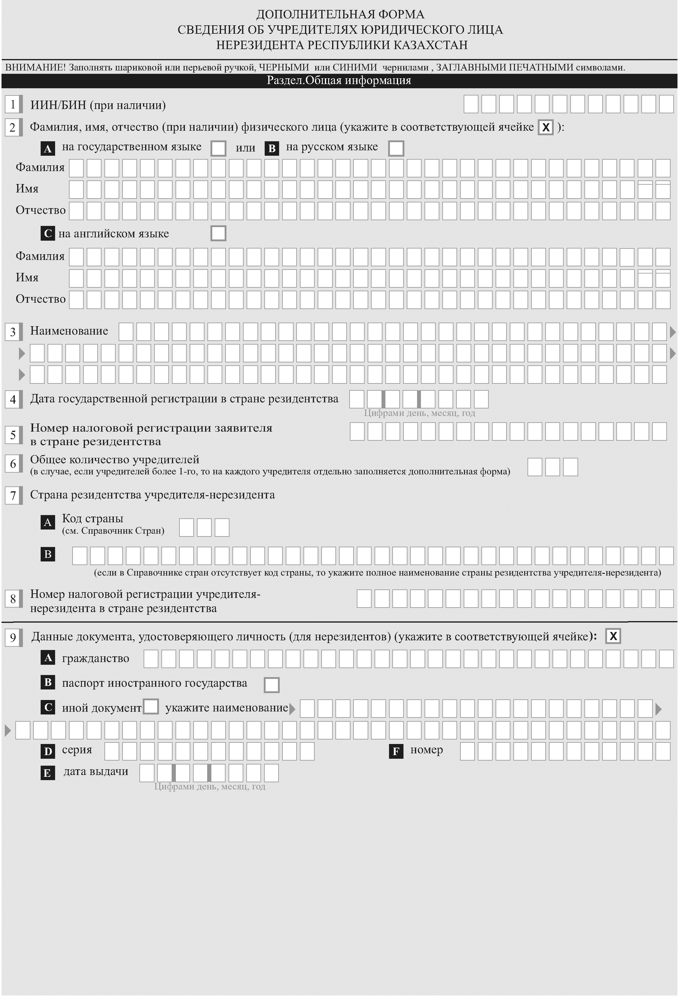 ДОПОЛНИТЕЛЬНАЯ ФОРМА
СВЕДЕНИЯ ОБ УЧРЕДИТЕЛЯХ ЮРИДИЧЕСКОГО ЛИЦА
НЕРЕЗИДЕНТА РЕСПУБЛИКИ КАЗАХСТАН
ВНИМАНИЕ! Заполнять шариковой или перьевой ручкой, ЧЕРНЫМИ или СИНИМИ чернилами , ЗАГЛАВНЫМИ ПЕЧАТНЫМИ символами.
Раздел.Общая информация
1 ИИН/БИН (при наличии)
2 Фамилия, имя, отчество (при наличии) физического лица (укажите в соответствующей ячейке X ):
A на государственном языке или B на русском языке
Фамилия
Имя
Отчество
C на английском языке
Фамилия
Имя
Отчество
3 Наименование
4 Дата государственной регистрации в стране резидентства
Цифрами день, месяц, год
5 Номер налоговой регистрации заявителя
в стране резидентства
6 Общее количество учредителей
(в случае, если учредителей более 1-го, то на каждого учредителя отдельно заполняется дополнительная форма)
7 Страна резидентства учредителя-нерезидента
A Код страны
(см. Справочник Стран)
B
(если в Справочнике стран отсутствует код страны, то укажите полное наименование страны резидентства учредителя-нерезидента)
8 Номер налоговой регистрации учредителя-
нерезидента в стране резидентства
9 Данные документа, удостоверяющего личность (для нерезидентов) (укажите в соответствующей ячейке): X
A гражданство
B паспорт иностранного государства
C иной документ укажите наименование
D серия F номер
E дата выдачи
Цифрами день, месяц, год